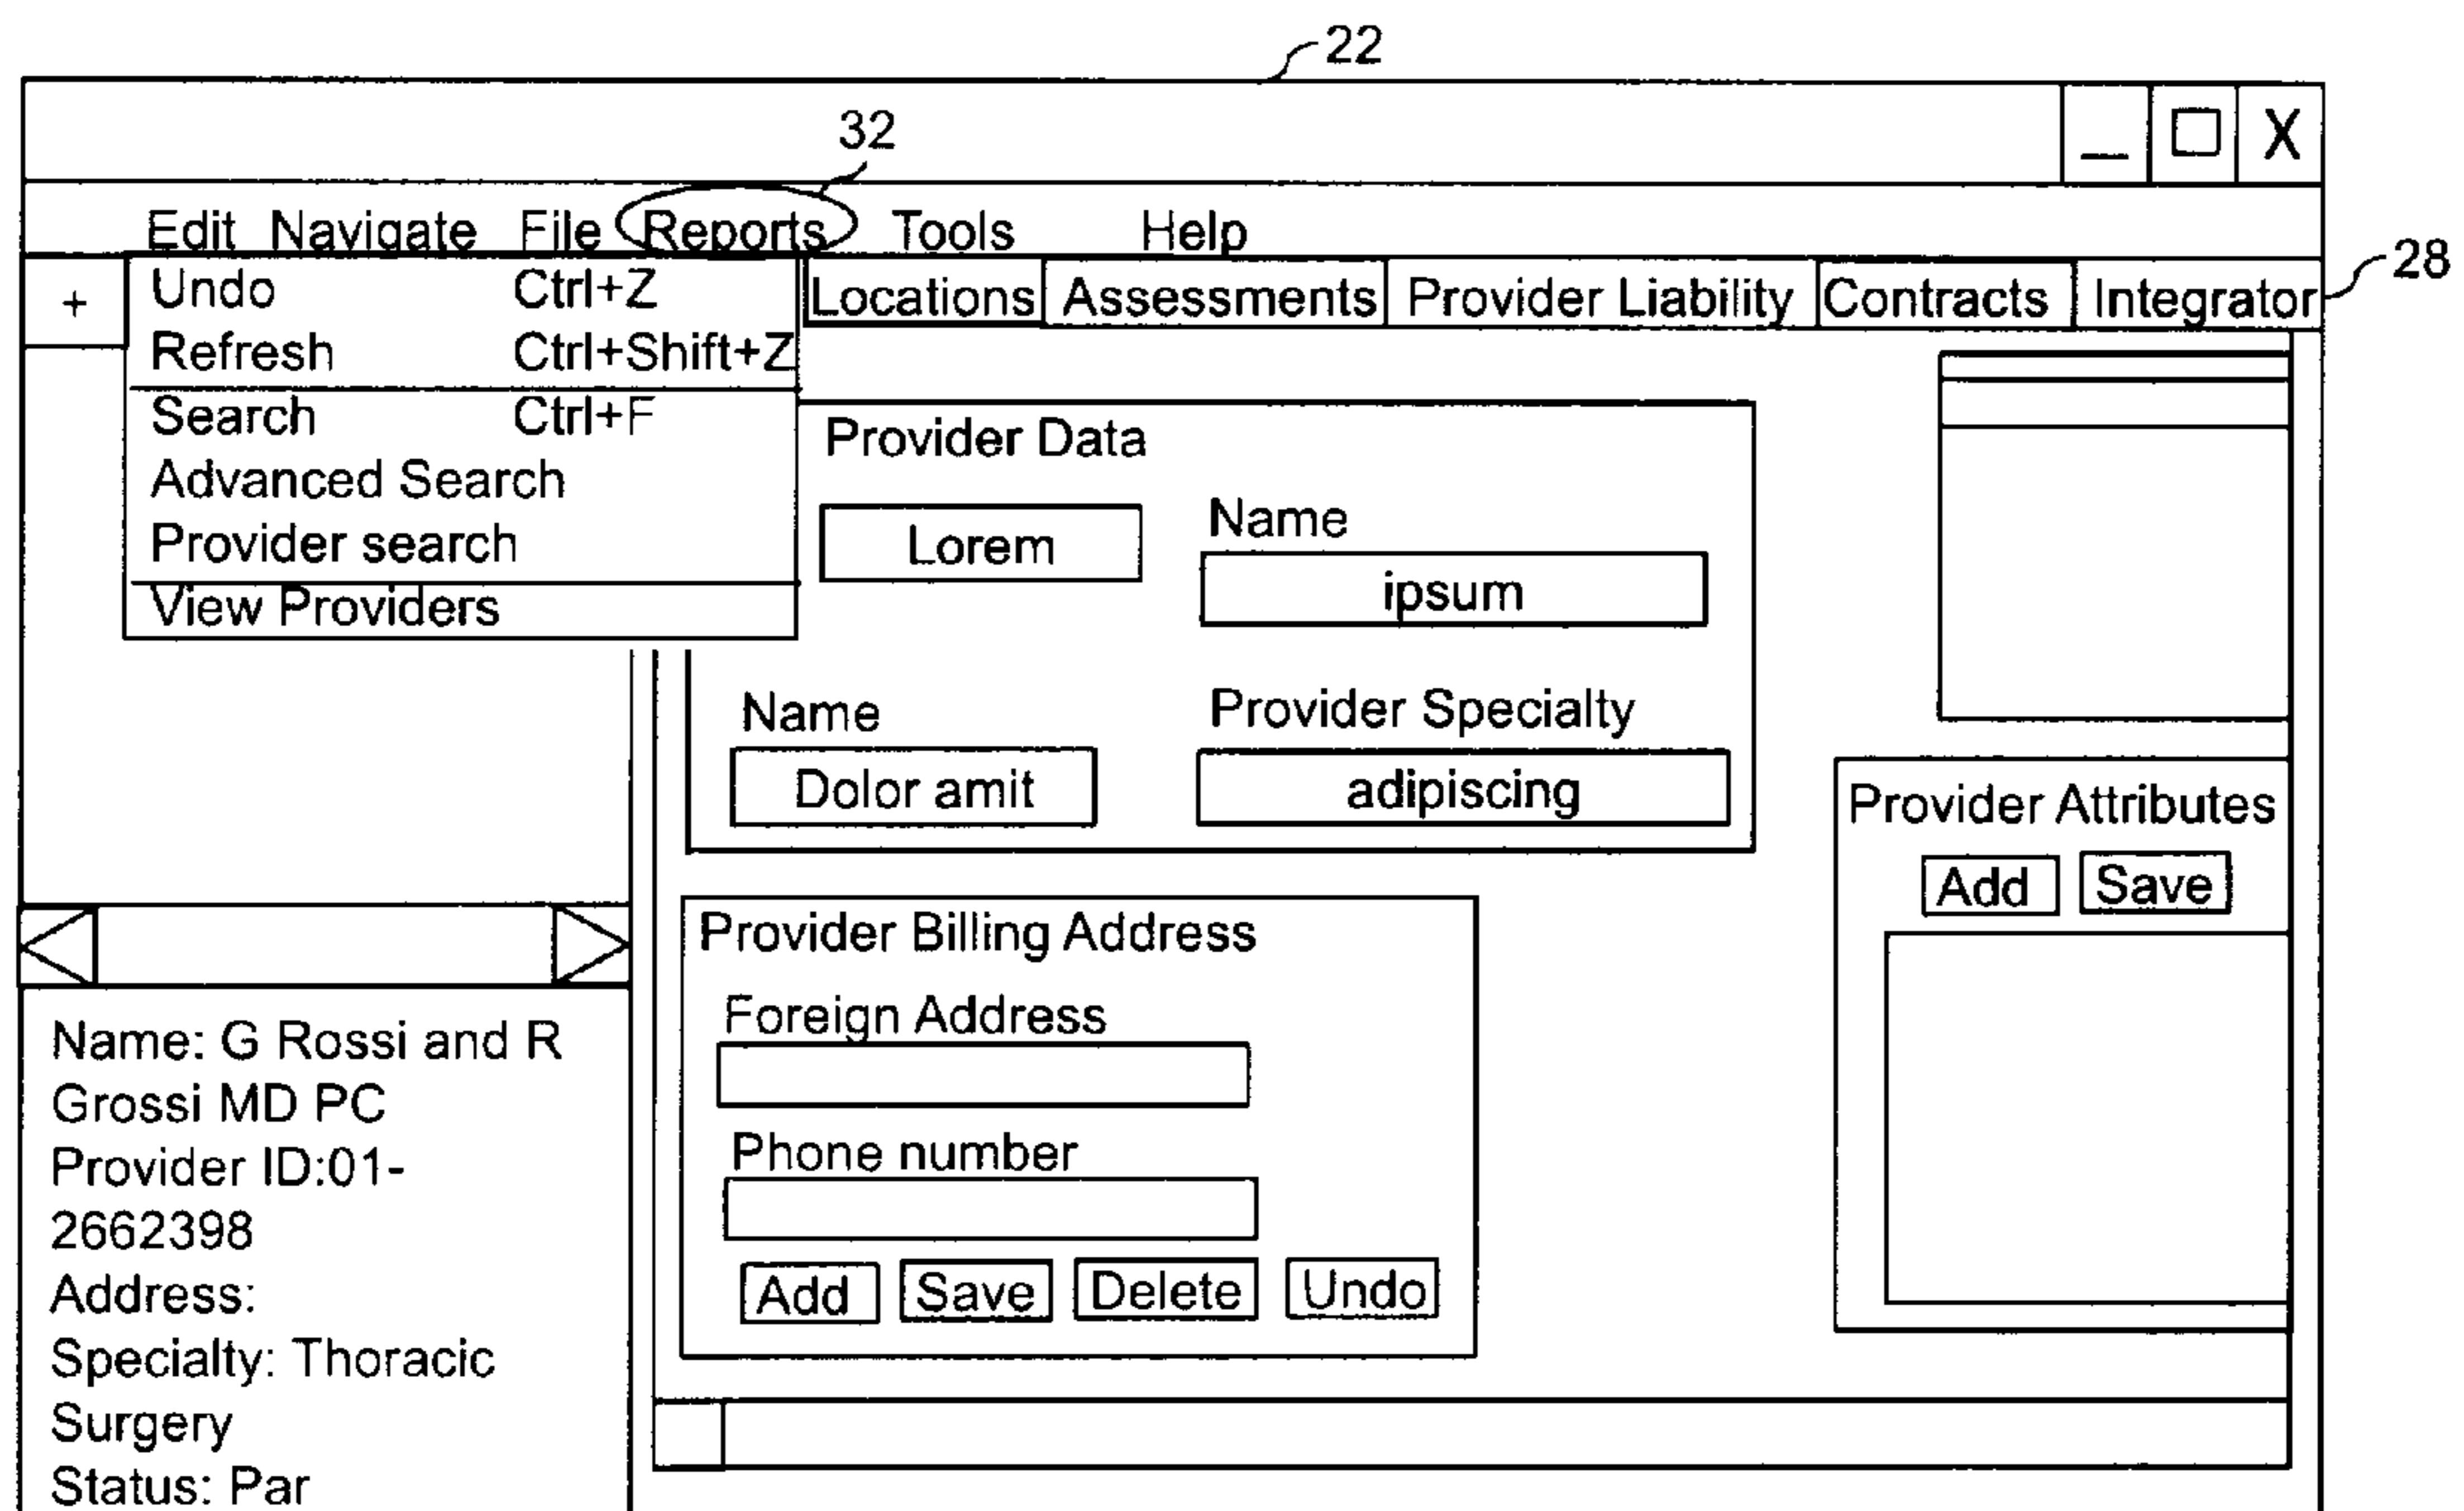 22
32
X
Edit Navigate File Reports Tools Help
28
+
Undo Ctrl+Z
Refresh Ctrl+Shift+Z
Search Ctrl+F
Advanced Search
Provider search
View Providers
Locations Assessments Provider Liability Contracts Integrator
Provider Data
Lorem
Name
ipsum
Name
Dolor amit
Provider Specialty
adipiscing
Provider Attributes
Add Save
Provider Billing Address
Foreign Address
Phone number
Add Save Delete Undo
Name: G Rossi and R
Grossi MD PC
Provider ID:01-
2662398
Address:
Specialty: Thoracic
Surgery
Status: Par